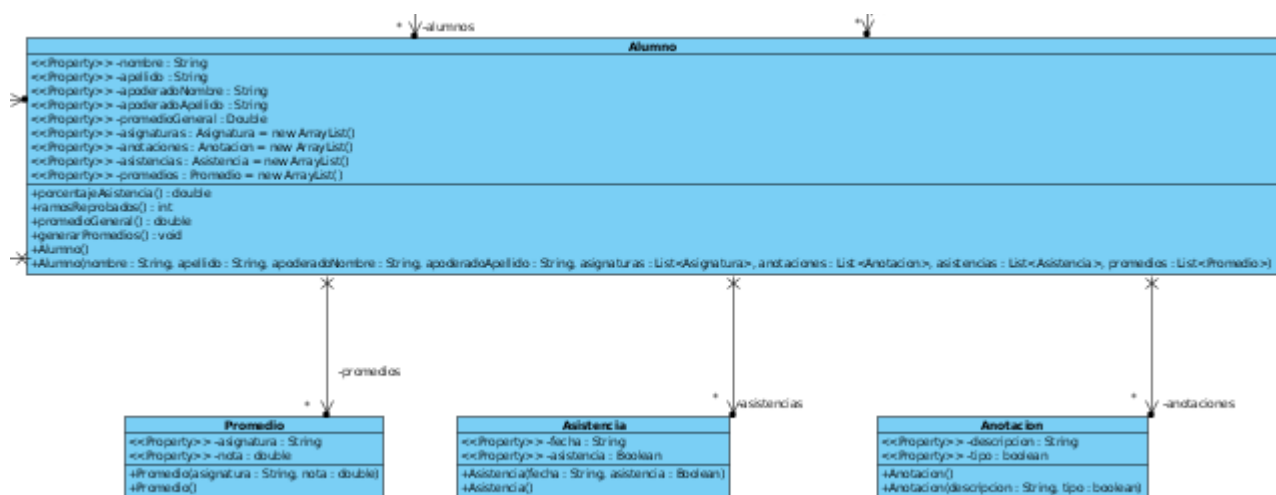 * -alumnos *
Alumno
<<Property>> -nombre : String
<<Property>> -apellido : String
<<Property>> -apoderadoNombre : String
<<Property>> -apoderadoApellido : String
<<Property>> -promedioGeneral : Double
<<Property>> -asignaturas : Asignatura = new ArrayList()
<<Property>> -anotaciones : Anotacion = new ArrayList()
<<Property>> -asistencias : Asistencia = new ArrayList()
<<Property>> -promedios : Promedio = new ArrayList()
+porcentajeAsistencia() : double
+ramosReprobados() : int
+promedioGeneral() : double
+generarPromedios() : void
+Alumno()
+Alumno(nombre : String, apellido : String, apoderadoNombre : String, apoderadoApellido : String, asignaturas : List<Asignatura>, anotaciones : List<Anotacion>, asistencias : List<Asistencia>, promedios : List<Promedio>)
-promedios
*
Promedio
<<Property>> -asignatura : String
<<Property>> -nota : double
+Promedio(asignatura : String, nota : double)
+Promedio()
* -asistencias
Asistencia
<<Property>> -fecha : String
<<Property>> -asistencia : Boolean
+Asistencia(fecha : String, asistencia : Boolean)
+Asistencia()
* -anotaciones
Anotacion
<<Property>> -descripcion : String
<<Property>> -tipo : boolean
+Anotacion()
+Anotacion(descripcion : String, tipo : boolean)